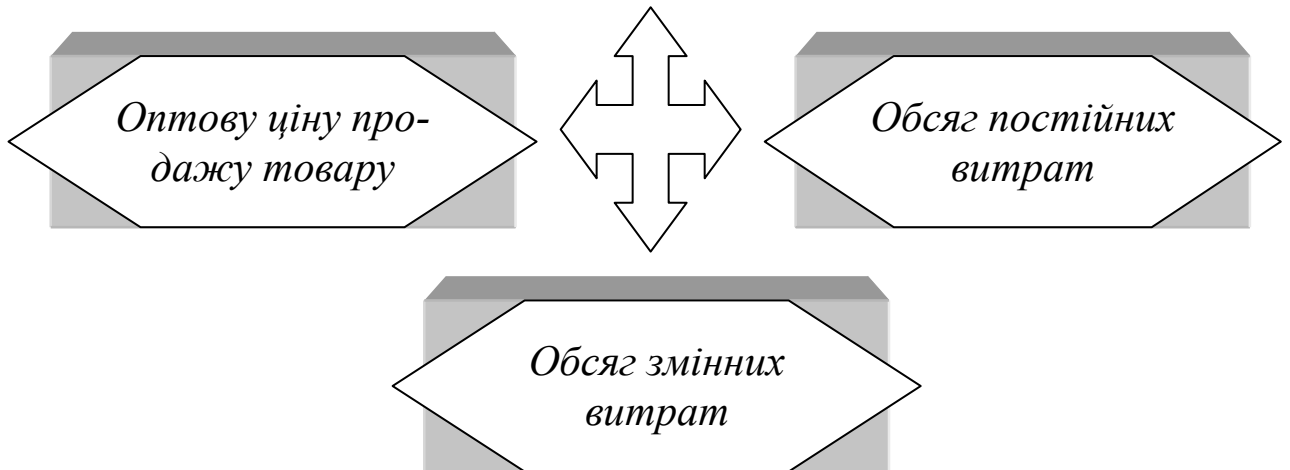 Оптову ціну про-
дажу товару
Обсяг постійних
витрат
Обсяг змінних
витрат